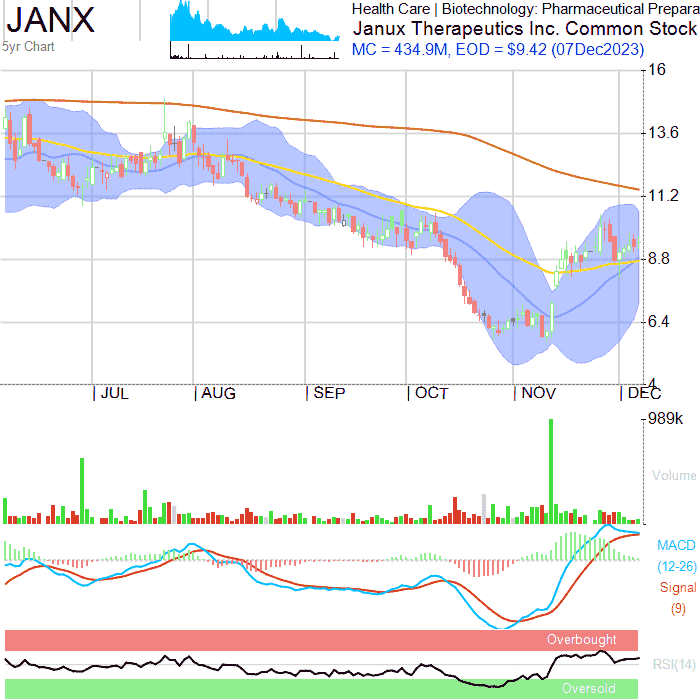 JANX
5yr Chart
Health Care | Biotechnology: Pharmaceutical Prepara
Janux Therapeutics Inc. Common Stock
MC = 434.9M, EOD = $9.42 (07Dec2023)
16
13.6
11.2
8.8
6.4
4
JUL AUG SEP OCT NOV DEC
989k
Volume
MACD
(12-26)
Signal
(9)
Overbought
RSI(14)
Oversold